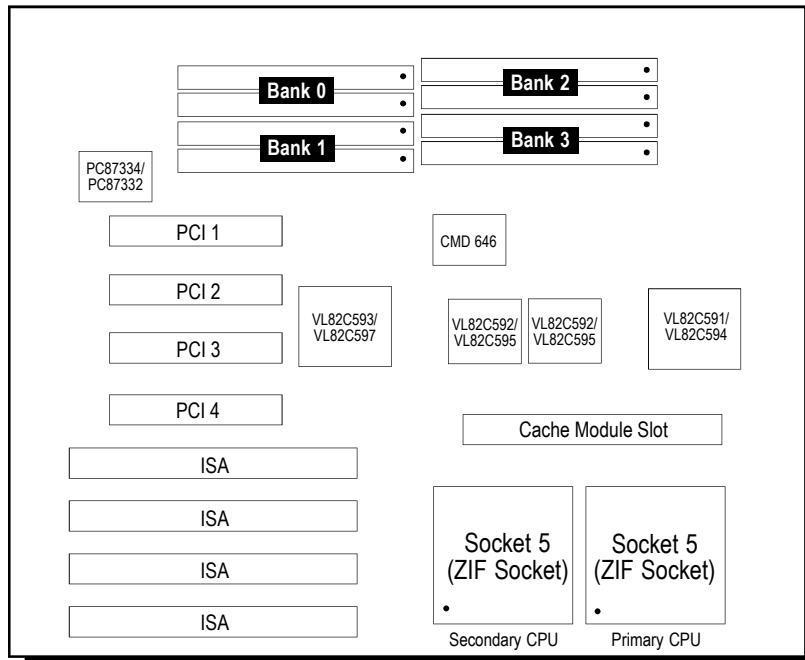 Bank 0
Bank 2
Bank 1
Bank 3
PC87334/
PC87332
PCI 1
CMD 646
PCI 2
VL82C593/
VL82C597
VL82C592/
VL82C595
VL82C592/
VL82C595
VL82C591/
VL82C594
PCI 3
PCI 4
Cache Module Slot
ISA
ISA
ISA
ISA
Socket 5
(ZIF Socket)
Secondary CPU
Socket 5
(ZIF Socket)
Primary CPU